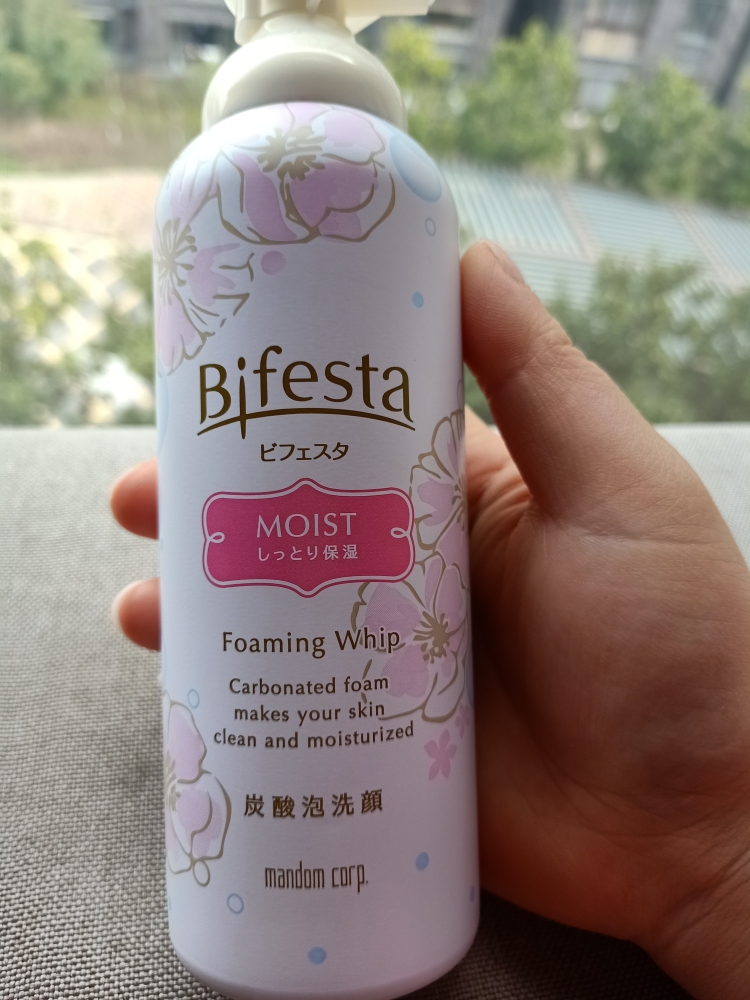 Bifesta
ビフェスタ
MOIST
しっとり保湿
Foaming Whip
Carbonated foam
makes your skin
clean and moisturized
炭酸泡洗顔
mandom corp.